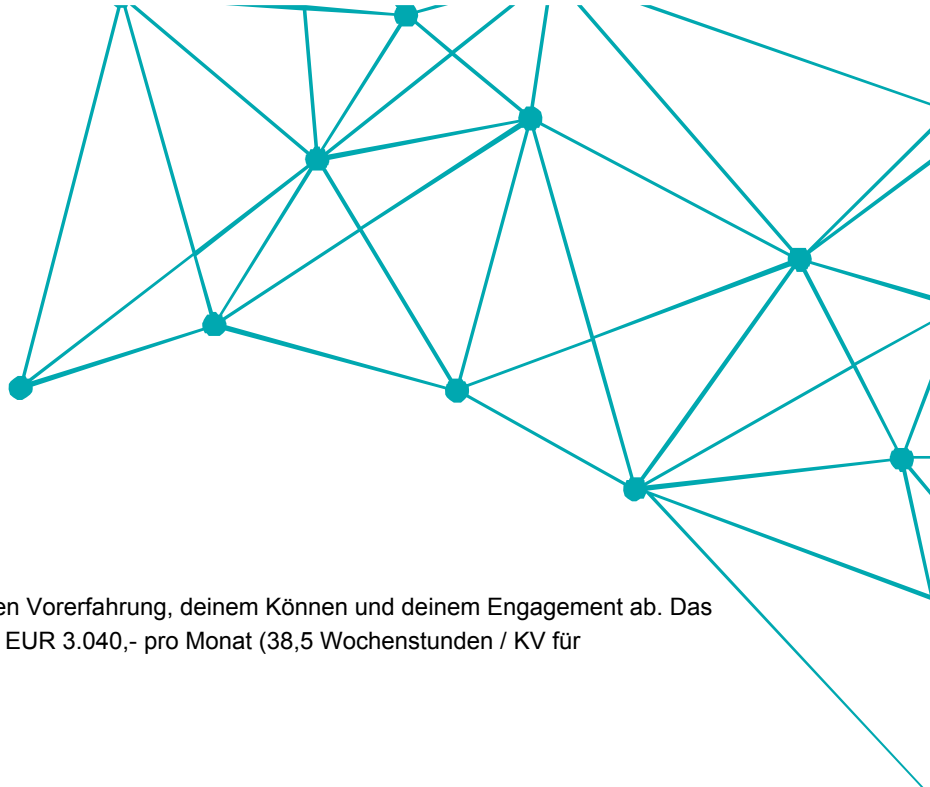 en Vorerfahrung, deinem Können und deinem Engagement ab. Das
EUR 3.040,- pro Monat (38,5 Wochenstunden / KV für